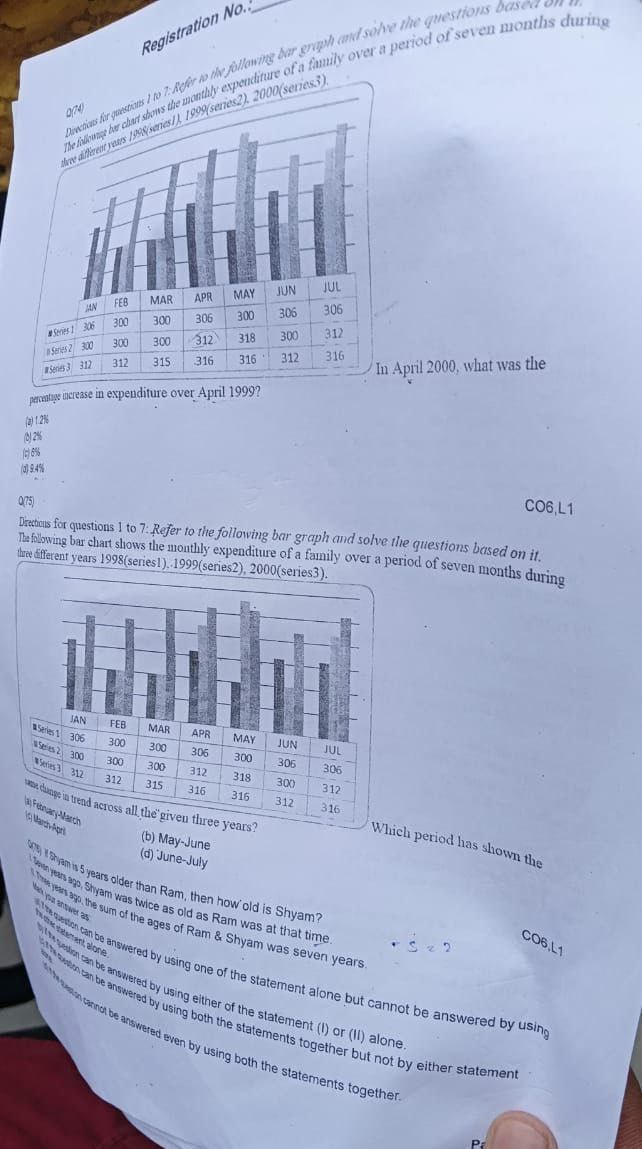 Registration No.:
Q(74)
Directions for questions 1 to 7: Refer to the following bar graph and solve the questions based on it.
The following bar chart shows the monthly expenditure of a family over a period of seven months during
three different years 1998(series1), 1999(series2), 2000(series3).
JAN FEB MAR APR MAY JUN JUL
Series 1 306 300 300 306 300 306 306
Series 2 300 300 300 312 318 300 312
Series 3 312 312 315 316 316 312 316
In April 2000, what was the
percentage increase in expenditure over April 1999?
(a) 1.2%
(b) 2%
(c) 6%
(d) 9.4%
CO6,L1
Q(75)
Directions for questions 1 to 7: Refer to the following bar graph and solve the questions based on it.
The following bar chart shows the monthly expenditure of a family over a period of seven months during
three different years 1998(series1), 1999(series2), 2000(series3).
JAN FEB MAR APR MAY JUN JUL
Series 1 306 300 300 306 300 306 306
Series 2 300 300 300 312 318 300 312
Series 3 312 312 315 316 316 312 316
Which period has shown the
same change in trend across all the given three years?
(a) February-March (b) May-June
(c) March-April (d) June-July
CO6,L1
Q(76) If Shyam is 5 years older than Ram, then how old is Shyam?
I. Seven years ago, Shyam was twice as old as Ram was at that time.
II. Three years ago, the sum of the ages of Ram & Shyam was seven years.
Mark your answer as:
if the question can be answered by using one of the statement alone but cannot be answered by using
the other statement alone.
if the question can be answered by using either of the statement (I) or (II) alone.
if the question can be answered by using both the statements together but not by either statement
alone.
if the question cannot be answered even by using both the statements together.